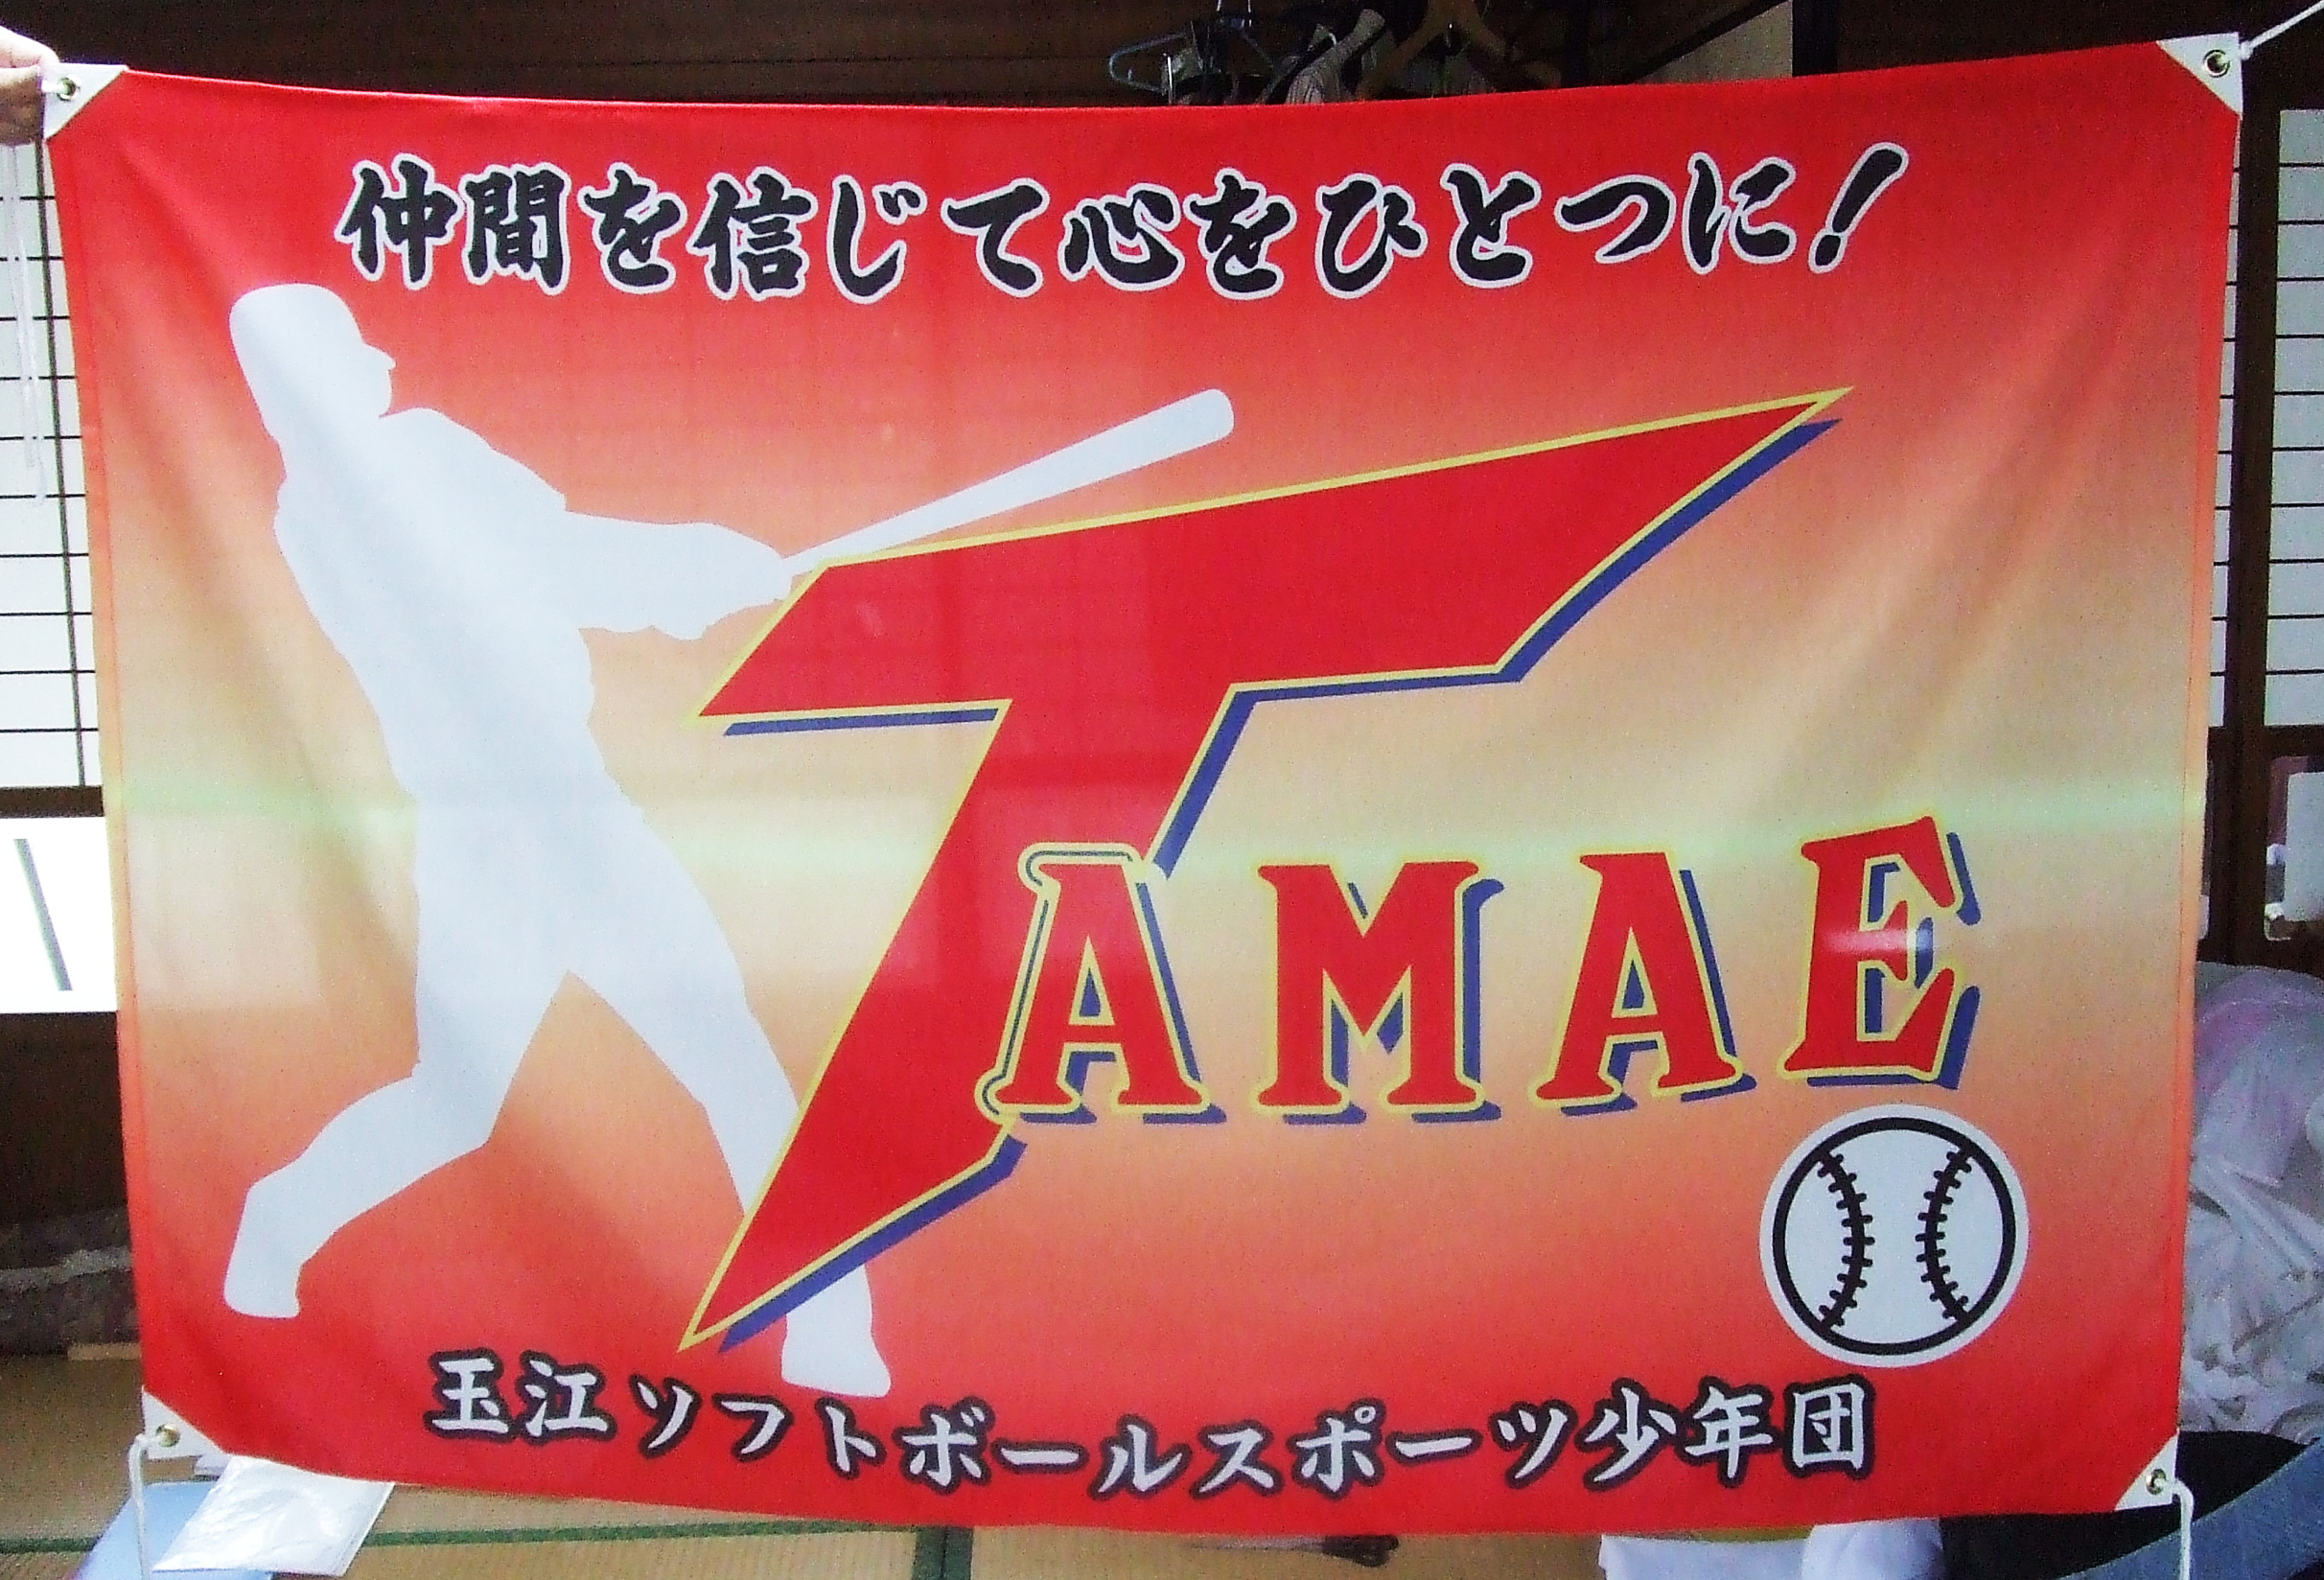 仲間を信じて心をひとつに！
TAMAE
玉江ソフトボールスポーツ少年団